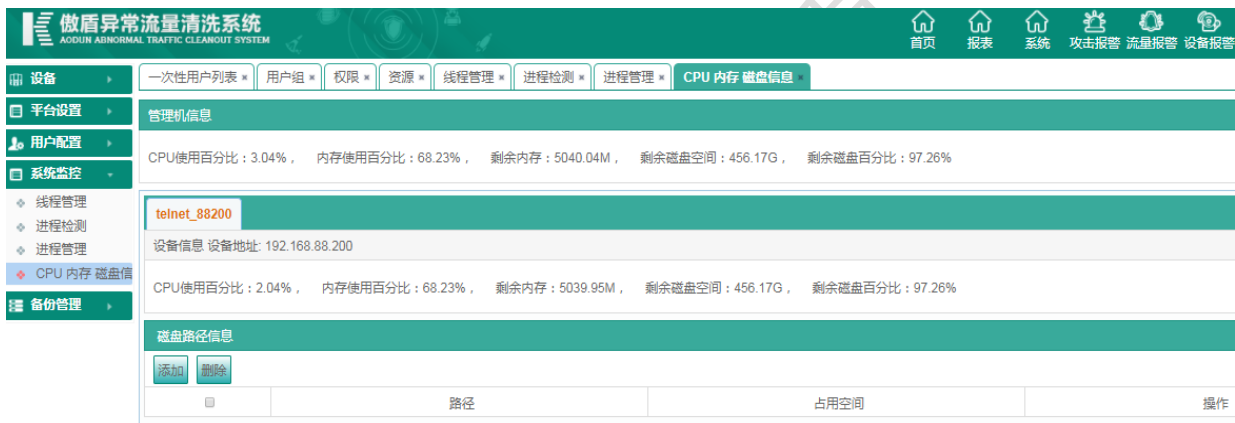 傲盾异常流量清洗系统
AODUN ABNORMAL TRAFFIC CLEANOUT SYSTEM
首页 报表 系统 攻击报警 流量报警 设备报警
设备
平台设置
用户配置
系统监控
线程管理
进程检测
进程管理
CPU 内存 磁盘信
备份管理
一次性用户列表 × 用户组 × 权限 × 资源 × 线程管理 × 进程检测 × 进程管理 × CPU 内存 磁盘信息 ×
管理机信息
CPU使用百分比：3.04%， 内存使用百分比：68.23%， 剩余内存：5040.04M， 剩余磁盘空间：456.17G， 剩余磁盘百分比：97.26%
telnet_88200
设备信息 设备地址: 192.168.88.200
CPU使用百分比：2.04%， 内存使用百分比：68.23%， 剩余内存：5039.95M， 剩余磁盘空间：456.17G， 剩余磁盘百分比：97.26%
磁盘路径信息
添加 删除
路径 占用空间 操作